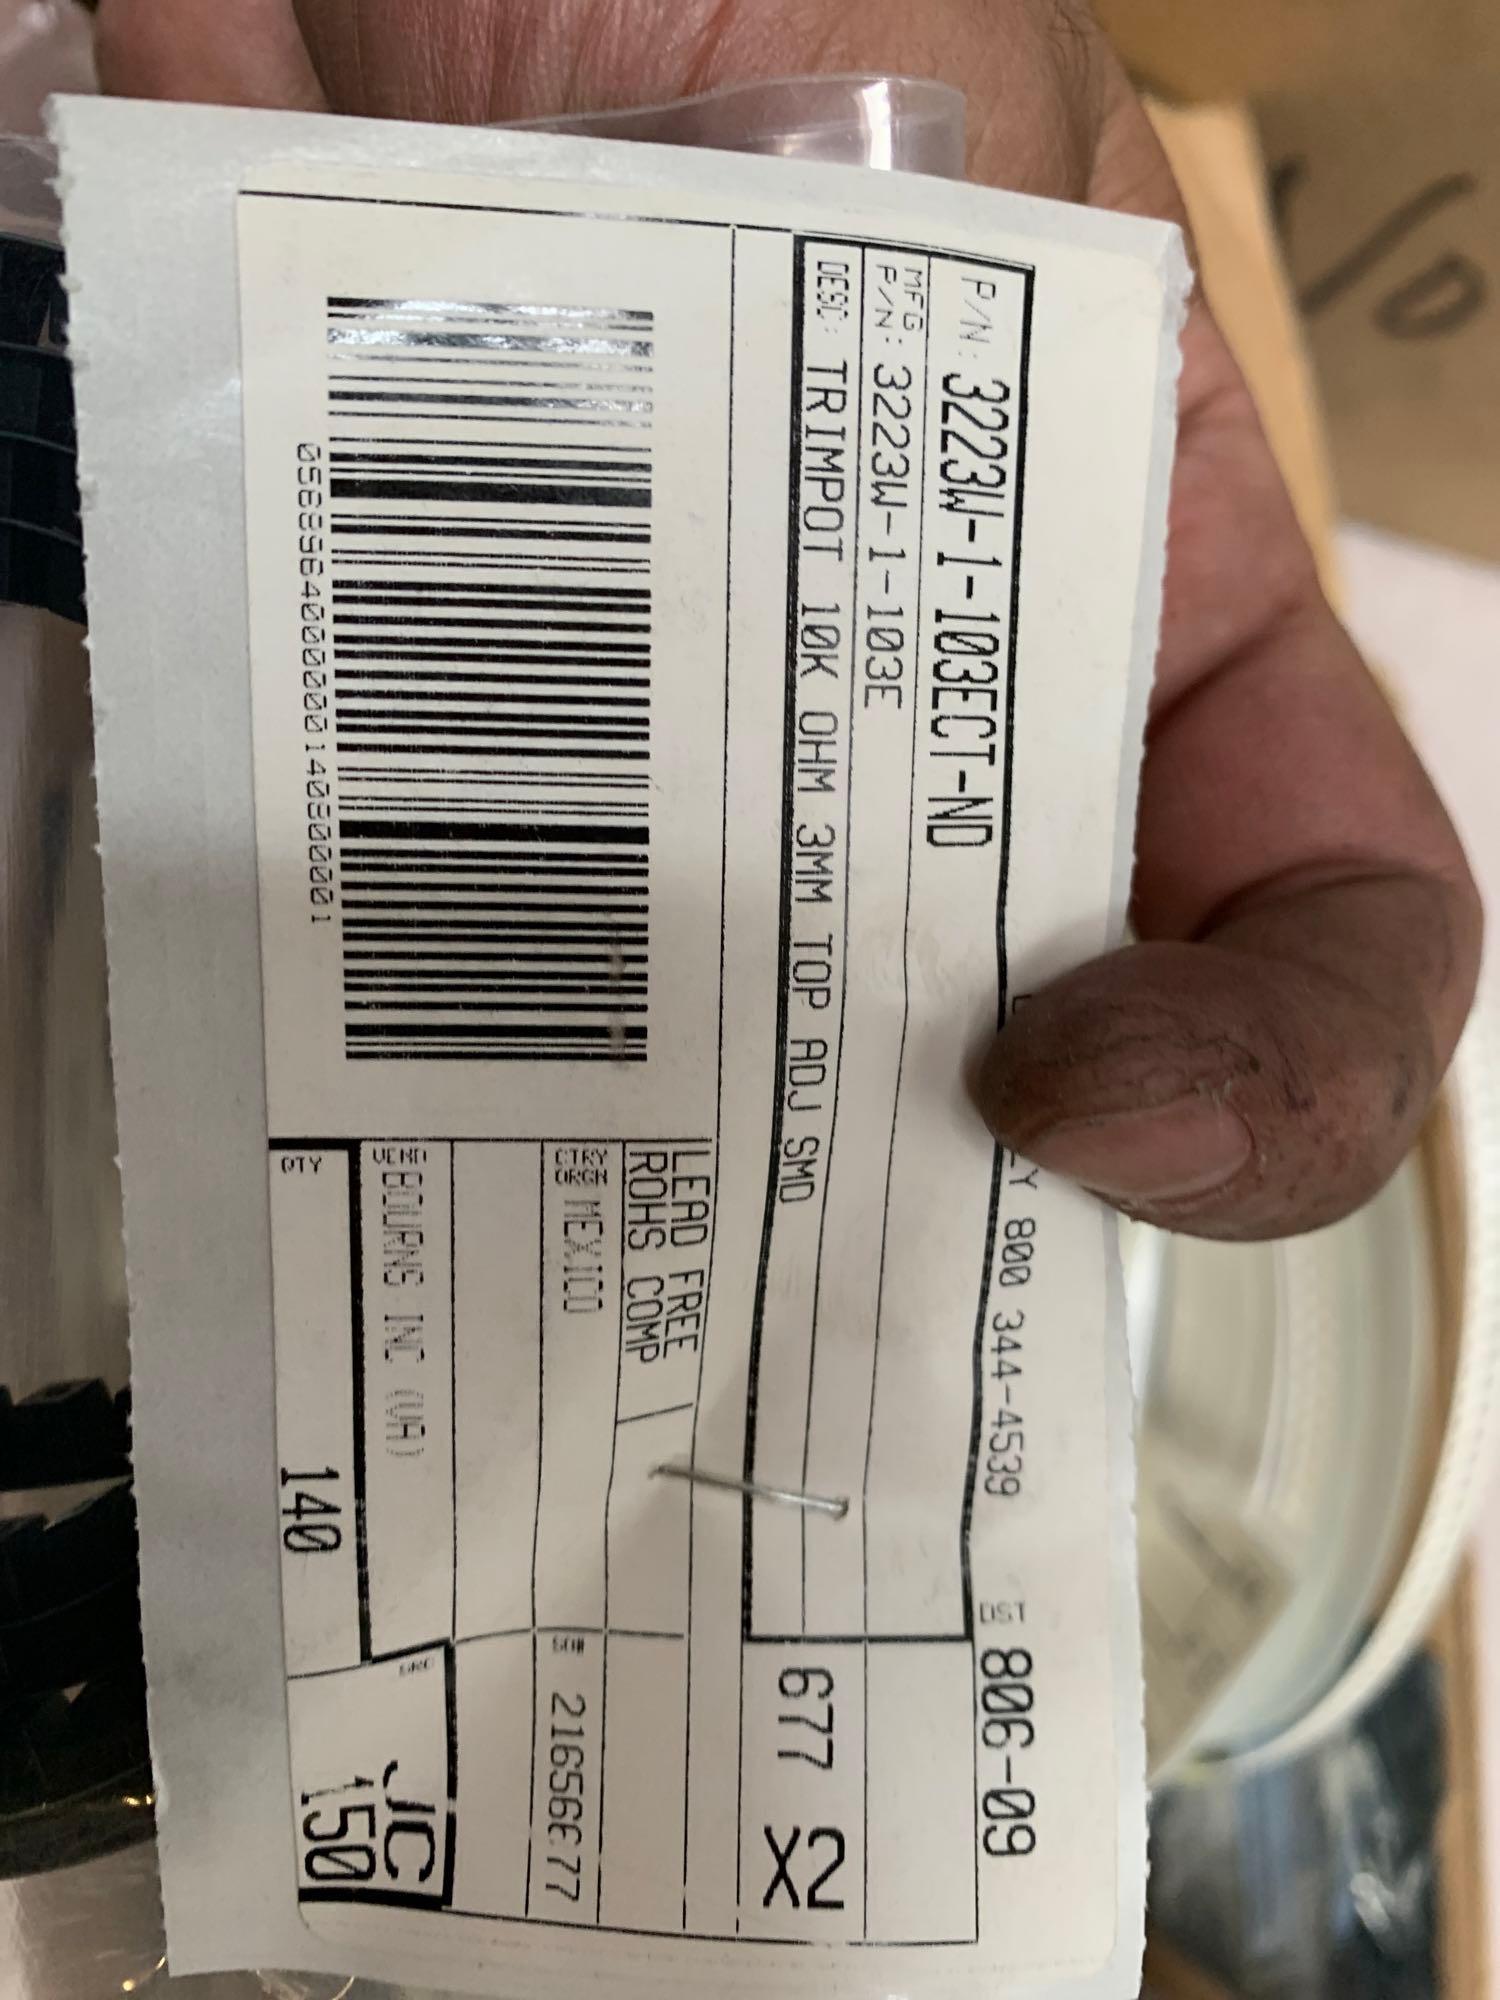 Y 800 344-4539 DST 806-09
P/N: 3223W-1-103ECT-ND
MFG P/N: 3223W-1-103E
DESC: TRIMPOT 10K OHM 3MM TOP ADJ SMD
677 X2
LEAD FREE
ROHS COMP
CTRY ORGN MEXICO
SO# 21656677
VEND BOURNS INC (VA)
QTY 140
JC
150